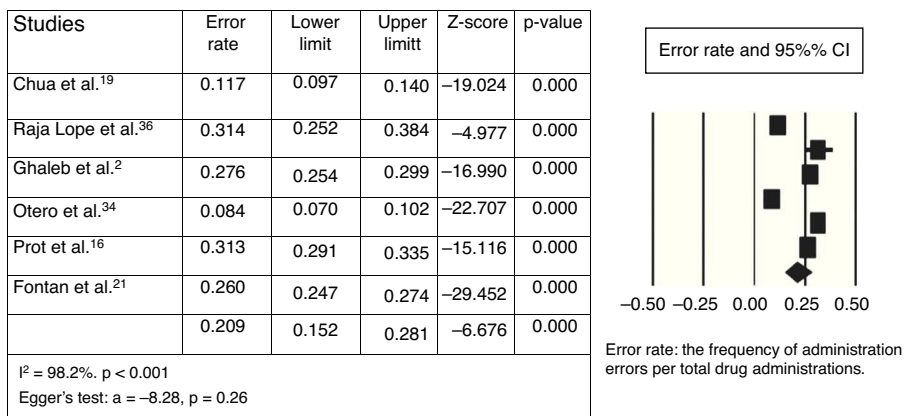 Studies Error rate Lower limit Upper limitt Z-score p-value
Chua et al.19 0.117 0.097 0.140 –19.024 0.000
Raja Lope et al.36 0.314 0.252 0.384 –4.977 0.000
Ghaleb et al.2 0.276 0.254 0.299 –16.990 0.000
Otero et al.34 0.084 0.070 0.102 –22.707 0.000
Prot et al.16 0.313 0.291 0.335 –15.116 0.000
Fontan et al.21 0.260 0.247 0.274 –29.452 0.000
0.209 0.152 0.281 –6.676 0.000
I2 = 98.2%. p < 0.001
Egger's test: a = –8.28, p = 0.26
Error rate and 95%% CI
–0.50 –0.25 0.00 0.25 0.50
Error rate: the frequency of administration
errors per total drug administrations.